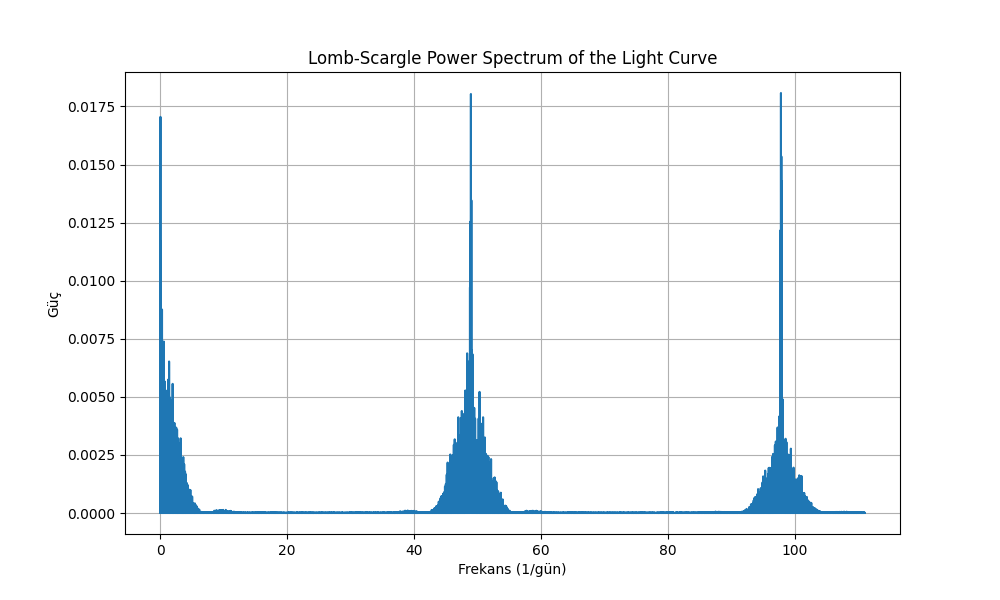 Lomb-Scargle Power Spectrum of the Light Curve
0.0175
0.0150
0.0125
0.0100
0.0075
0.0050
0.0025
0.0000
Güç
0 20 40 60 80 100
Frekans (1/gün)